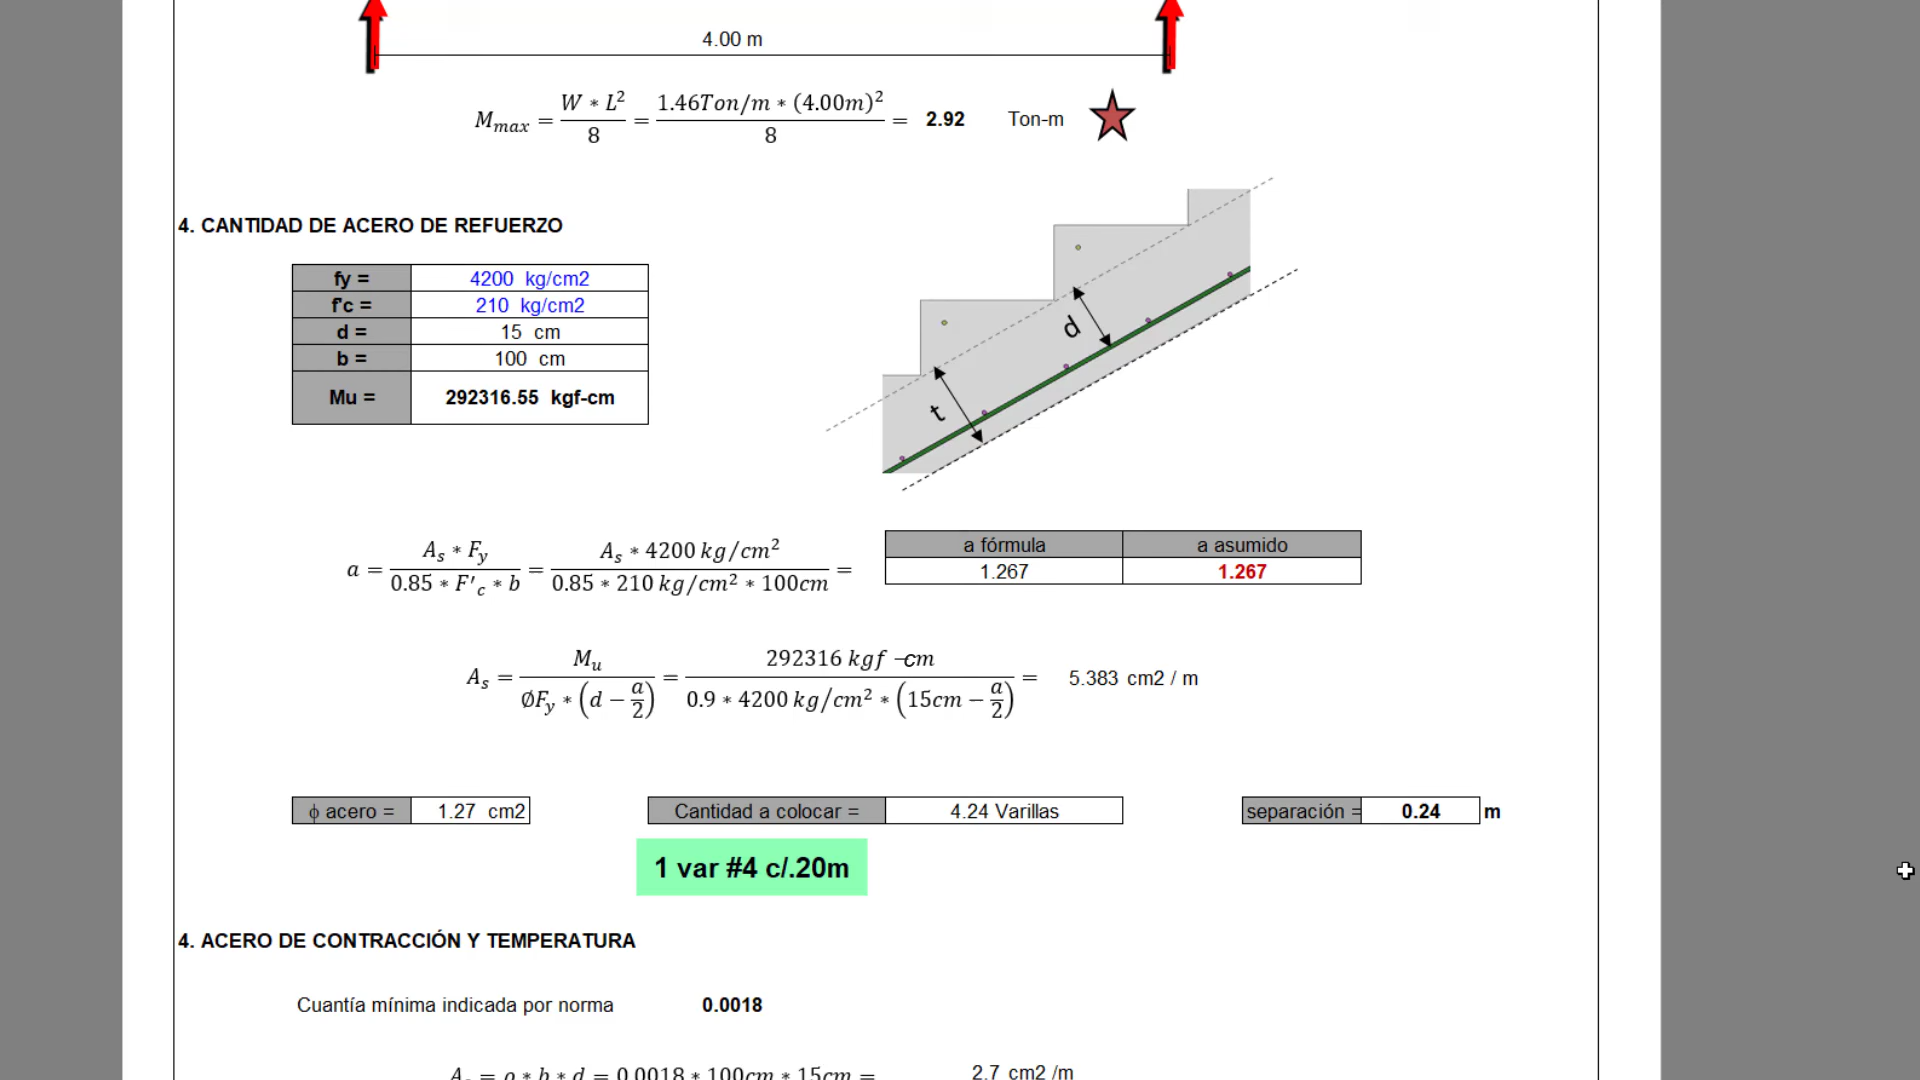 4.00 m
M_max = W * L² / 8 = 1.46Ton/m * (4.00m)² / 8 = 2.92 Ton-m
4. CANTIDAD DE ACERO DE REFUERZO
fy = 4200 kg/cm2
f'c = 210 kg/cm2
d = 15 cm
b = 100 cm
Mu = 292316.55 kgf-cm
d
t
a fórmula a asumido
a = A_s * F_y / 0.85 * F'_c * b = A_s * 4200 kg/cm² / 0.85 * 210 kg/cm² * 100cm = 1.267 1.267
A_s = M_u / ØF_y * (d − a/2) = 292316 kgf −cm / 0.9 * 4200 kg/cm² * (15cm − a/2) = 5.383 cm2 / m
ϕ acero = 1.27 cm2 Cantidad a colocar = 4.24 Varillas separación = 0.24 m
1 var #4 c/.20m
4. ACERO DE CONTRACCIÓN Y TEMPERATURA
Cuantía mínima indicada por norma 0.0018
= b * d = 0.0018 * 100cm * 15cm = 2.7 cm2 /m